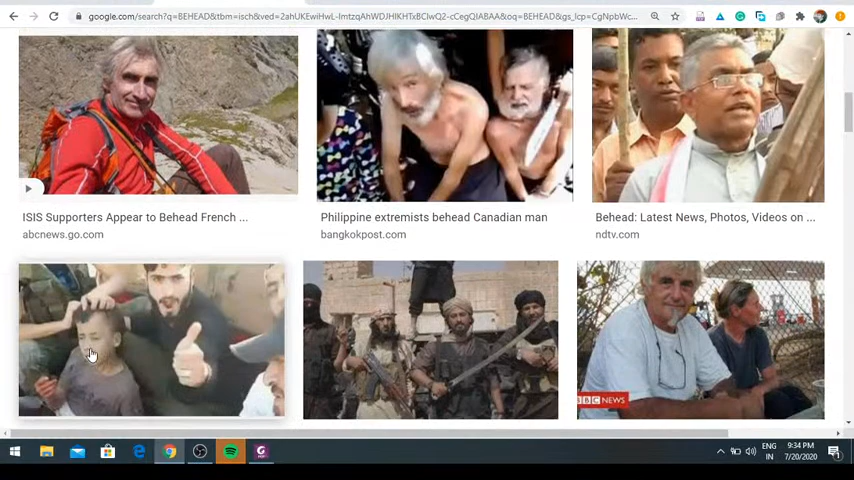 google.com/search?q=BEHEAD&tbm=isch&ved=2ahUKEwiHwL-ImtzqAhWDJHIKHTxBClwQ2-cCegQIABAA&oq=BEHEAD&gs_lcp=CgNpbWc...
ISIS Supporters Appear to Behead French ...
abcnews.go.com
Philippine extremists behead Canadian man
bangkokpost.com
Behead: Latest News, Photos, Videos on ...
ndtv.com
BBC NEWS
ENG
IN
9:34 PM
7/20/2020